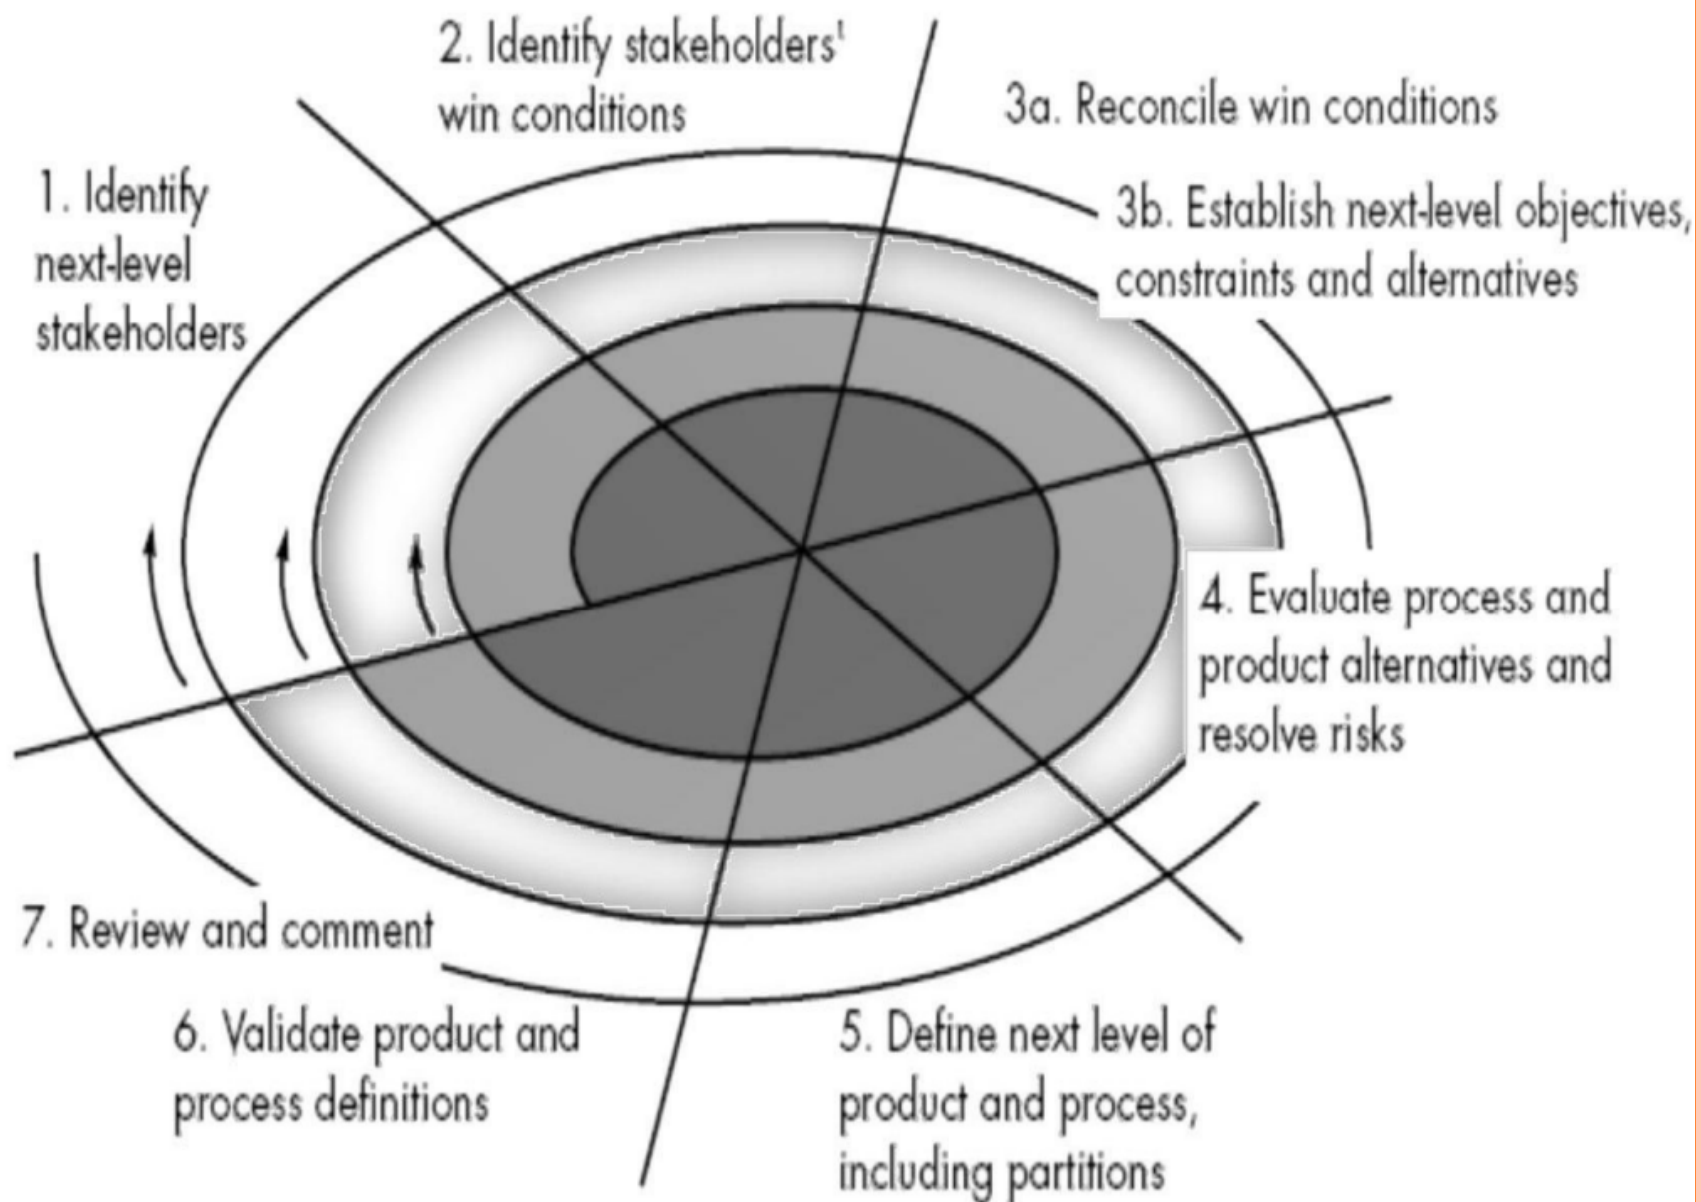 2. Identify stakeholders'
win conditions
3a. Reconcile win conditions
1. Identify
next-level
stakeholders
3b. Establish next-level objectives,
constraints and alternatives
4. Evaluate process and
product alternatives and
resolve risks
7. Review and comment
6. Validate product and
process definitions
5. Define next level of
product and process,
including partitions